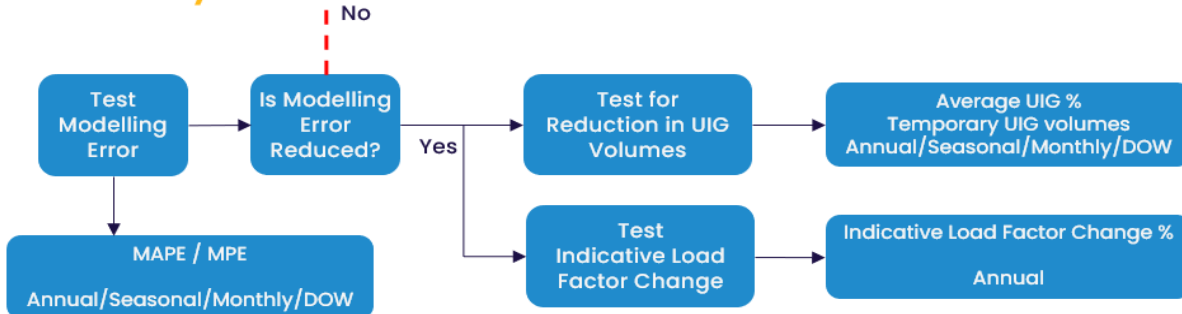 No
Test
Modelling
Error
Is Modelling
Error
Reduced?
Yes
Test for
Reduction in UIG
Volumes
Average UIG %
Temporary UIG volumes
Annual/Seasonal/Monthly/DOW
MAPE / MPE
Annual/Seasonal/Monthly/DOW
Test
Indicative Load
Factor Change
Indicative Load Factor Change %
Annual